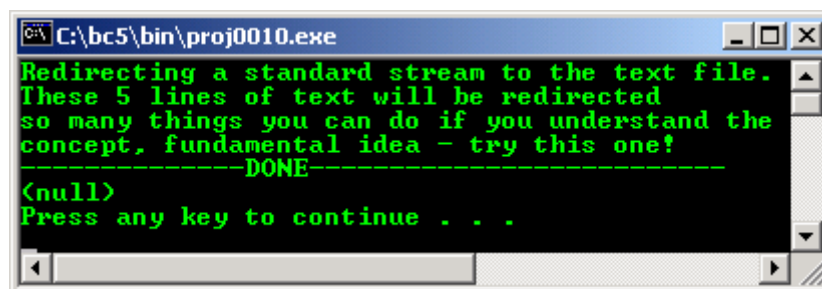 C:\bc5\bin\proj0010.exe
Redirecting a standard stream to the text file.
These 5 lines of text will be redirected
so many things you can do if you understand the
concept, fundamental idea - try this one!
--------------DONE--------------------------
(null)
Press any key to continue . . .